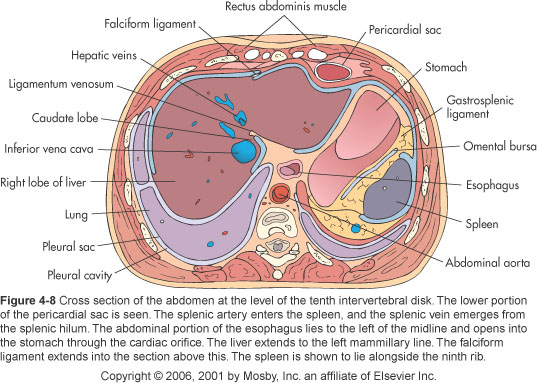 Rectus abdominis muscle
Falciform ligament
Pericardial sac
Hepatic veins
Stomach
Ligamentum venosum
Gastrosplenic
ligament
Caudate lobe
Omental bursa
Inferior vena cava
Right lobe of liver
Esophagus
Lung
Spleen
Pleural sac
Abdominal aorta
Pleural cavity
Figure 4-8 Cross section of the abdomen at the level of the tenth intervertebral disk. The lower portion
of the pericardial sac is seen. The splenic artery enters the spleen, and the splenic vein emerges from
the splenic hilum. The abdominal portion of the esophagus lies to the left of the midline and opens into
the stomach through the cardiac orifice. The liver extends to the left mammillary line. The falciform
ligament extends into the section above this. The spleen is shown to lie alongside the ninth rib.
Copyright © 2006, 2001 by Mosby, Inc. an affiliate of Elsevier Inc.